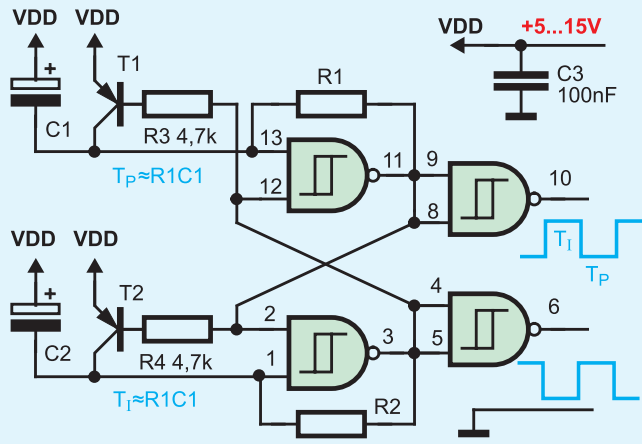 VDD
VDD
T1
C1
R3 4,7k
R1
13
12
11
TP≈R1C1
VDD
+5...15V
C3
100nF
9
8
10
TI
TP
VDD
VDD
T2
C2
R4 4,7k
2
1
3
TI≈R1C1
R2
4
5
6